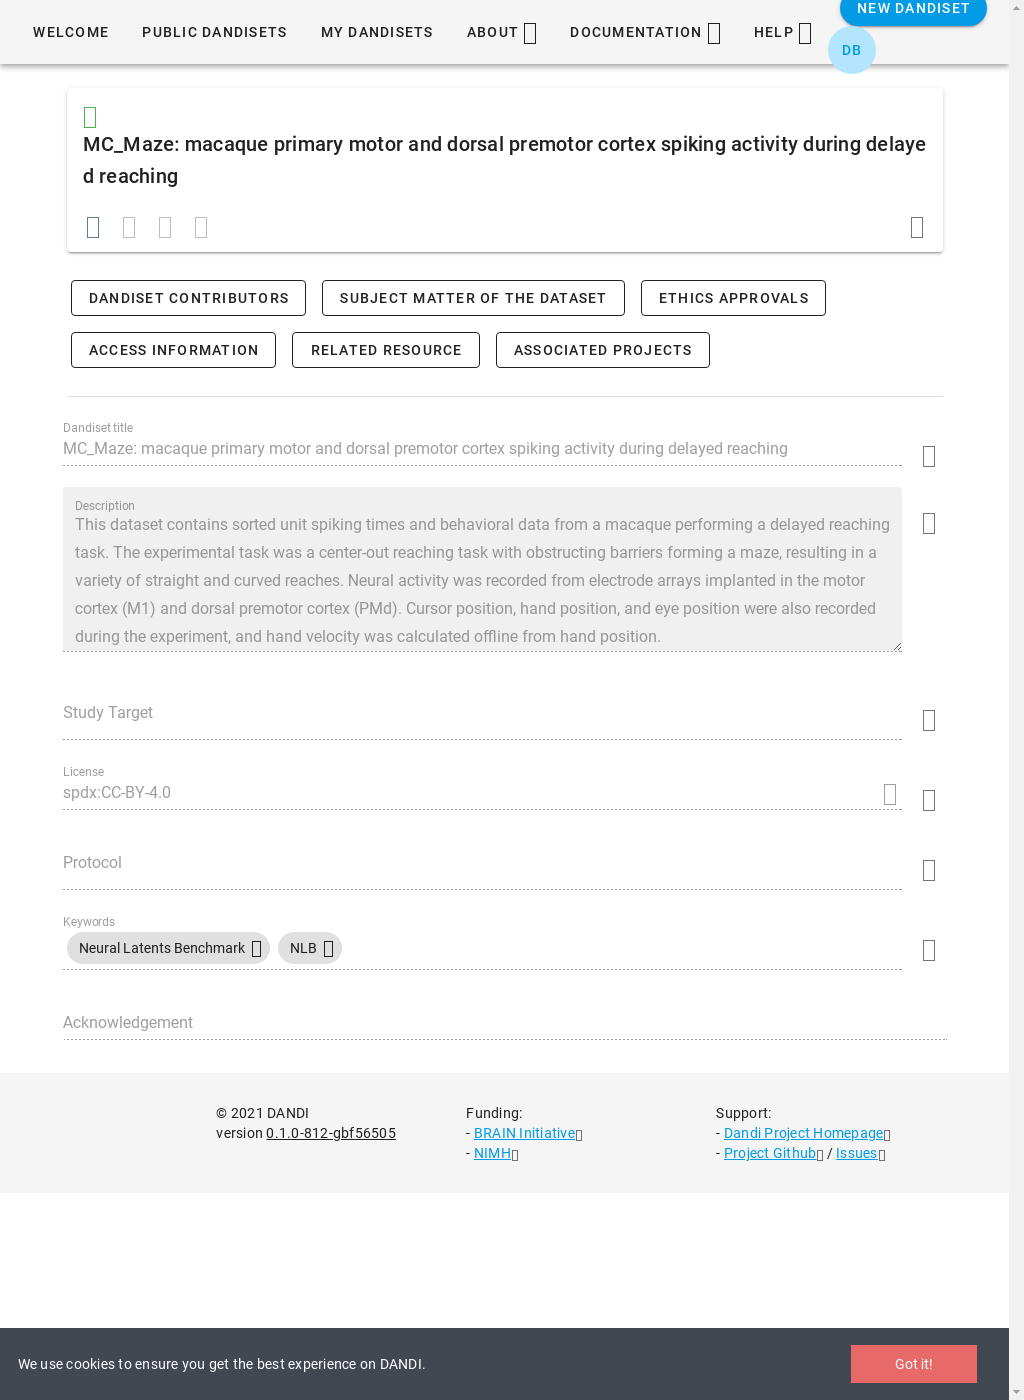 NEW DANDISET
WELCOME PUBLIC DANDISETS MY DANDISETS ABOUT DOCUMENTATION HELP
DB
MC_Maze: macaque primary motor and dorsal premotor cortex spiking activity during delaye
d reaching
DANDISET CONTRIBUTORS SUBJECT MATTER OF THE DATASET ETHICS APPROVALS
ACCESS INFORMATION RELATED RESOURCE ASSOCIATED PROJECTS
Dandiset title
MC_Maze: macaque primary motor and dorsal premotor cortex spiking activity during delayed reaching
Description
This dataset contains sorted unit spiking times and behavioral data from a macaque performing a delayed reaching
task. The experimental task was a center-out reaching task with obstructing barriers forming a maze, resulting in a
variety of straight and curved reaches. Neural activity was recorded from electrode arrays implanted in the motor
cortex (M1) and dorsal premotor cortex (PMd). Cursor position, hand position, and eye position were also recorded
during the experiment, and hand velocity was calculated offline from hand position.
Study Target
License
spdx:CC-BY-4.0
Protocol
Keywords
Neural Latents Benchmark NLB
Acknowledgement
© 2021 DANDI
version 0.1.0-812-gbf56505
Funding:
- BRAIN Initiative
- NIMH
Support:
- Dandi Project Homepage
- Project Github / Issues
We use cookies to ensure you get the best experience on DANDI.
Got it!